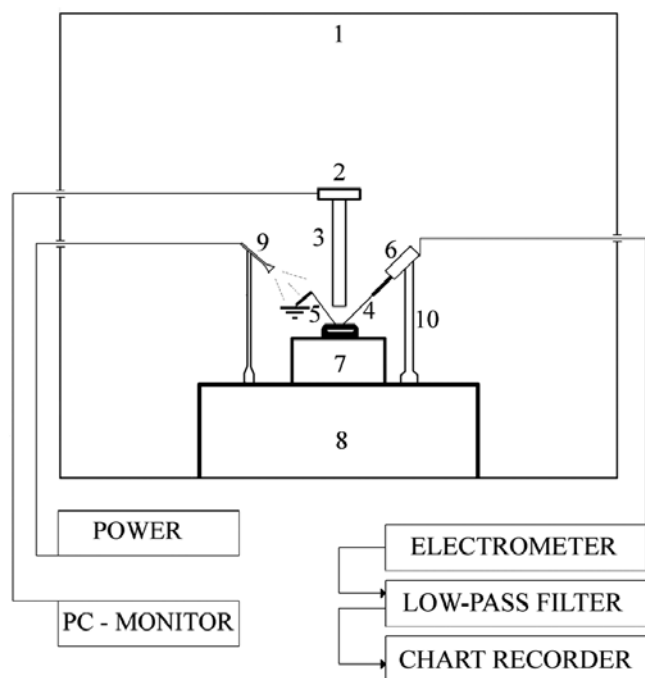 1
2
3
6
9
5
4
10
7
8
POWER
ELECTROMETER
LOW-PASS FILTER
PC - MONITOR
CHART RECORDER